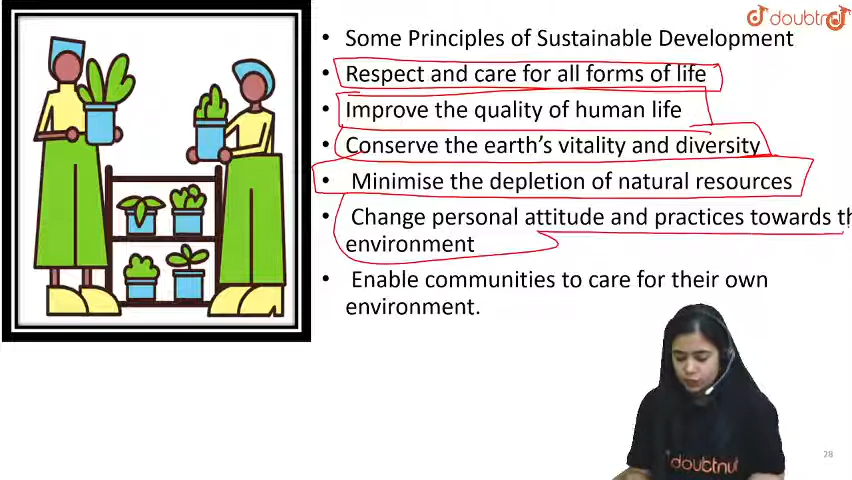 doubtnut
Some Principles of Sustainable Development
Respect and care for all forms of life
Improve the quality of human life
Conserve the earth's vitality and diversity
Minimise the depletion of natural resources
Change personal attitude and practices towards th
environment
Enable communities to care for their own
environment.
doubtnut
28